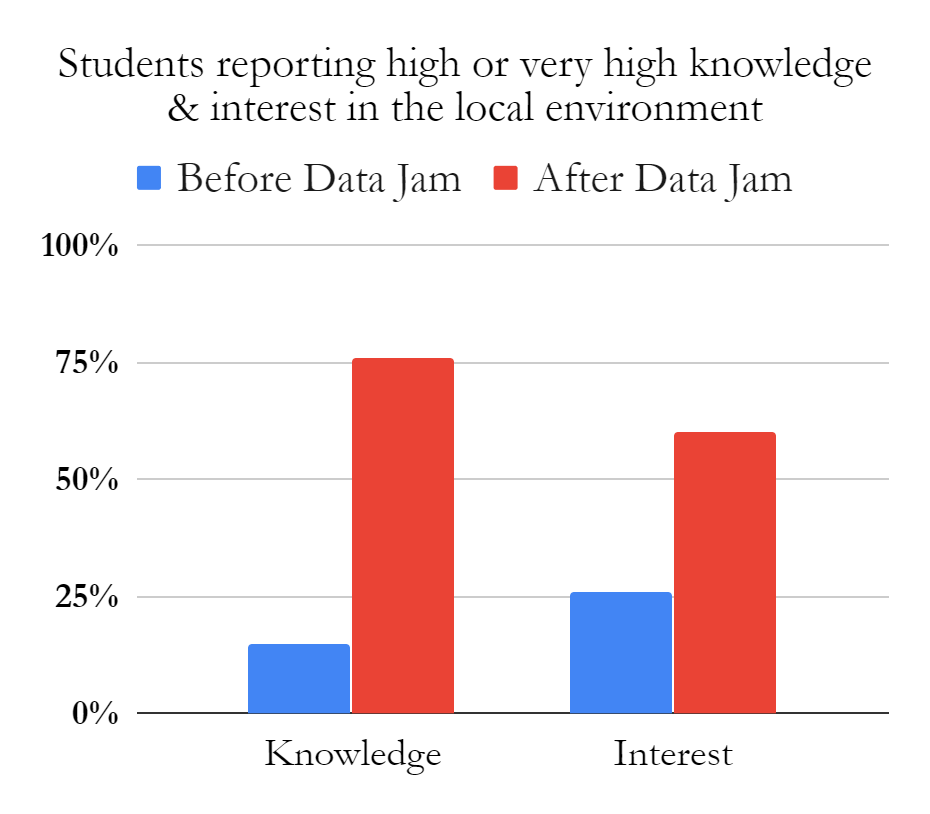 Students reporting high or very high knowledge
& interest in the local environment
Before Data Jam After Data Jam
100%
75%
50%
25%
0%
Knowledge Interest